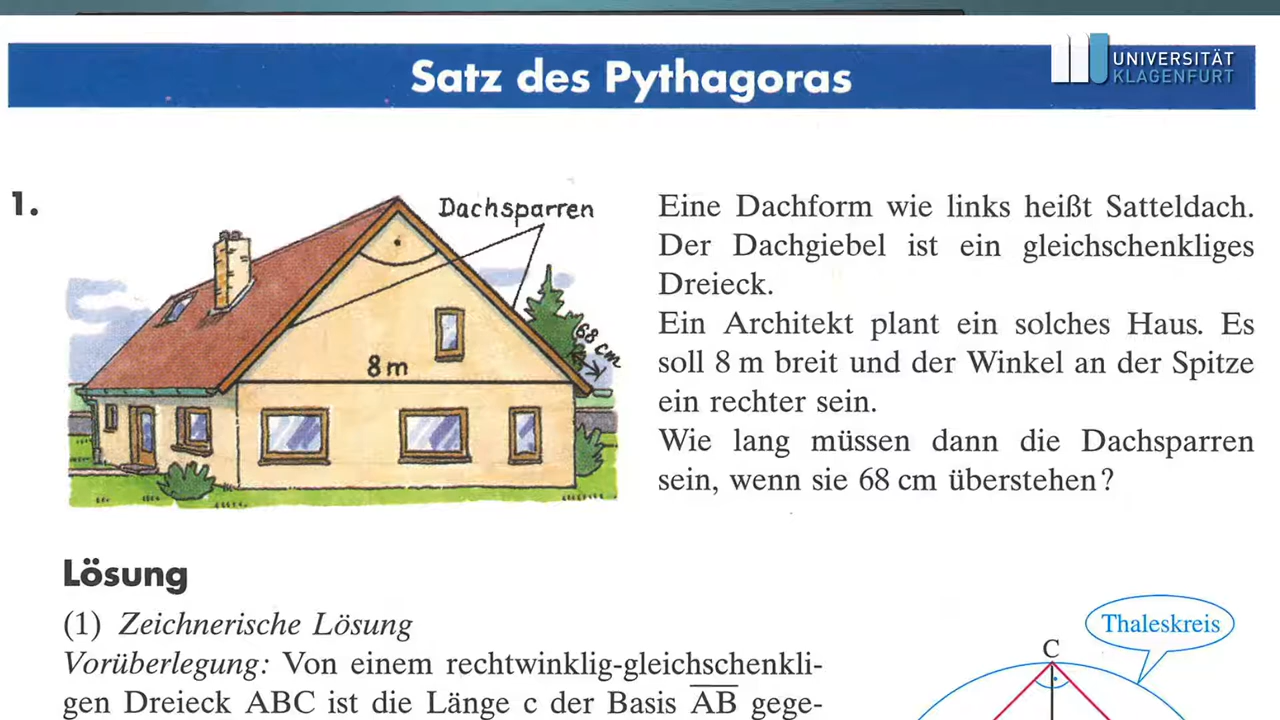 Satz des Pythagoras
UNIVERSITÄT
KLAGENFURT
1.
Dachsparren
68 cm
8 m
Eine Dachform wie links heißt Satteldach.
Der Dachgiebel ist ein gleichschenkliges
Dreieck.
Ein Architekt plant ein solches Haus. Es
soll 8 m breit und der Winkel an der Spitze
ein rechter sein.
Wie lang müssen dann die Dachsparren
sein, wenn sie 68 cm überstehen?
Lösung
(1) Zeichnerische Lösung
Vorüberlegung: Von einem rechtwinklig-gleichschenkli-
gen Dreieck ABC ist die Länge c der Basis AB gege-
Thaleskreis
C